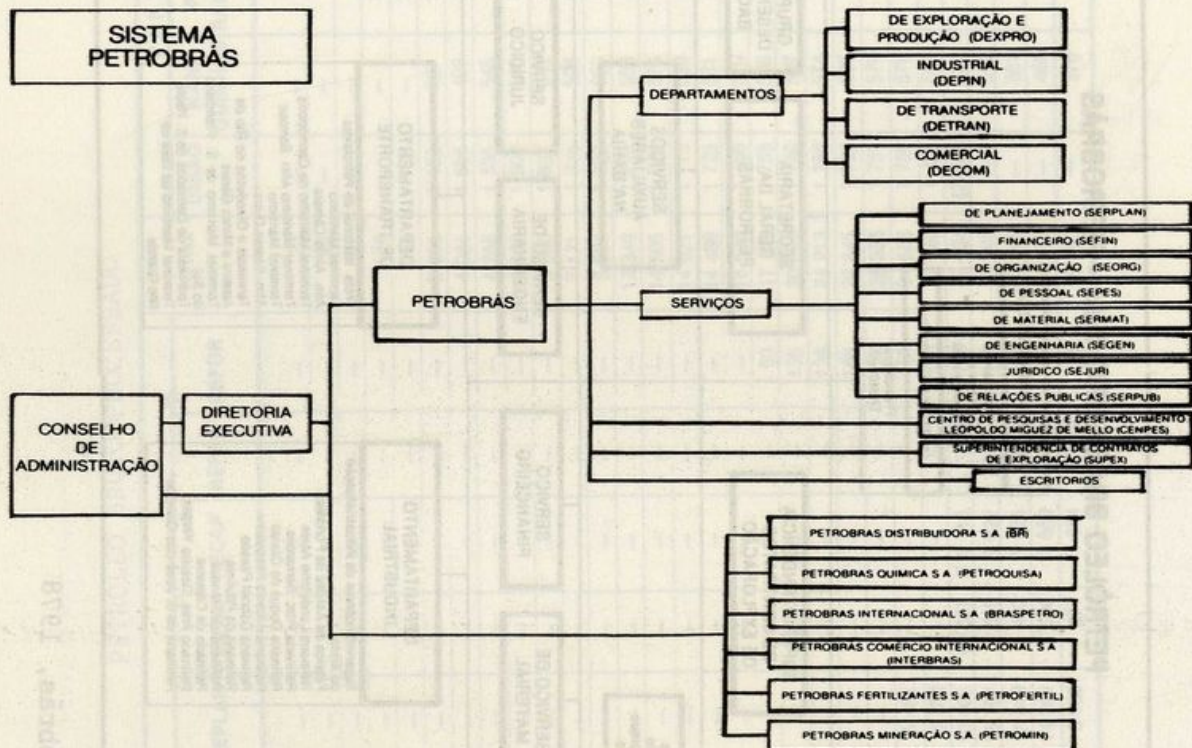 SISTEMA
PETROBRÁS
DE EXPLORAÇÃO E
PRODUÇÃO (DEXPRO)
INDUSTRIAL
(DEPIN)
DEPARTAMENTOS
DE TRANSPORTE
(DETRAN)
COMERCIAL
(DECOM)
PETROBRÁS
SERVIÇOS
DE PLANEJAMENTO (SERPLAN)
FINANCEIRO (SEFIN)
DE ORGANIZAÇÃO (SEORG)
DE PESSOAL (SEPES)
DE MATERIAL (SERMAT)
DE ENGENHARIA (SEGEN)
JURIDICO (SEJUR)
DE RELAÇÕES PUBLICAS (SERPUB)
CENTRO DE PESQUISAS E DESENVOLVIMENTO
LEOPOLDO MIGUEZ DE MELLO (CENPES)
SUPERINTENDENCIA DE CONTRATOS
DE EXPLORAÇÃO (SUPEX)
ESCRITORIOS
CONSELHO
DE
ADMINISTRAÇÃO
DIRETORIA
EXECUTIVA
PETROBRAS DISTRIBUIDORA S A (BR)
PETROBRAS QUIMICA S A (PETROQUISA)
PETROBRAS INTERNACIONAL S A (BRASPETRO)
PETROBRAS COMÉRCIO INTERNACIONAL S A
(INTERBRAS)
PETROBRAS FERTILIZANTES S A (PETROFERTIL)
PETROBRAS MINERAÇÃO S A (PETROMIN)